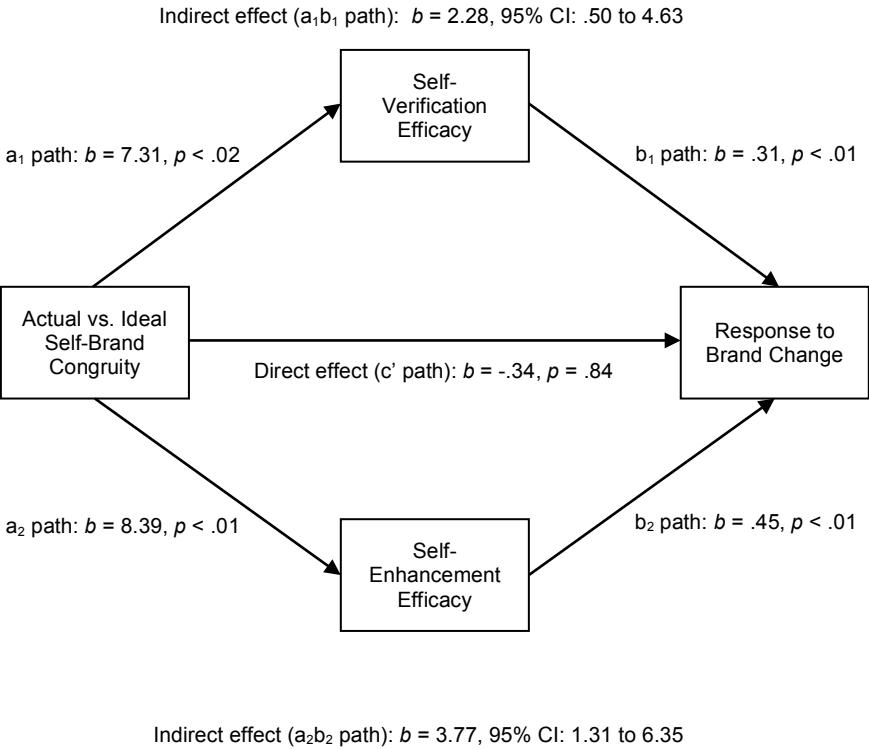 Indirect effect (a₁b₁ path):  b = 2.28, 95% CI: .50 to 4.63
Self-
Verification
Efficacy
a₁ path: b = 7.31, p < .02
b₁ path: b = .31, p < .01
Actual vs. Ideal
Self-Brand
Congruity
Response to
Brand Change
Direct effect (c’ path): b = -.34, p = .84
a₂ path: b = 8.39, p < .01
b₂ path: b = .45, p < .01
Self-
Enhancement
Efficacy
Indirect effect (a₂b₂ path): b = 3.77, 95% CI: 1.31 to 6.35